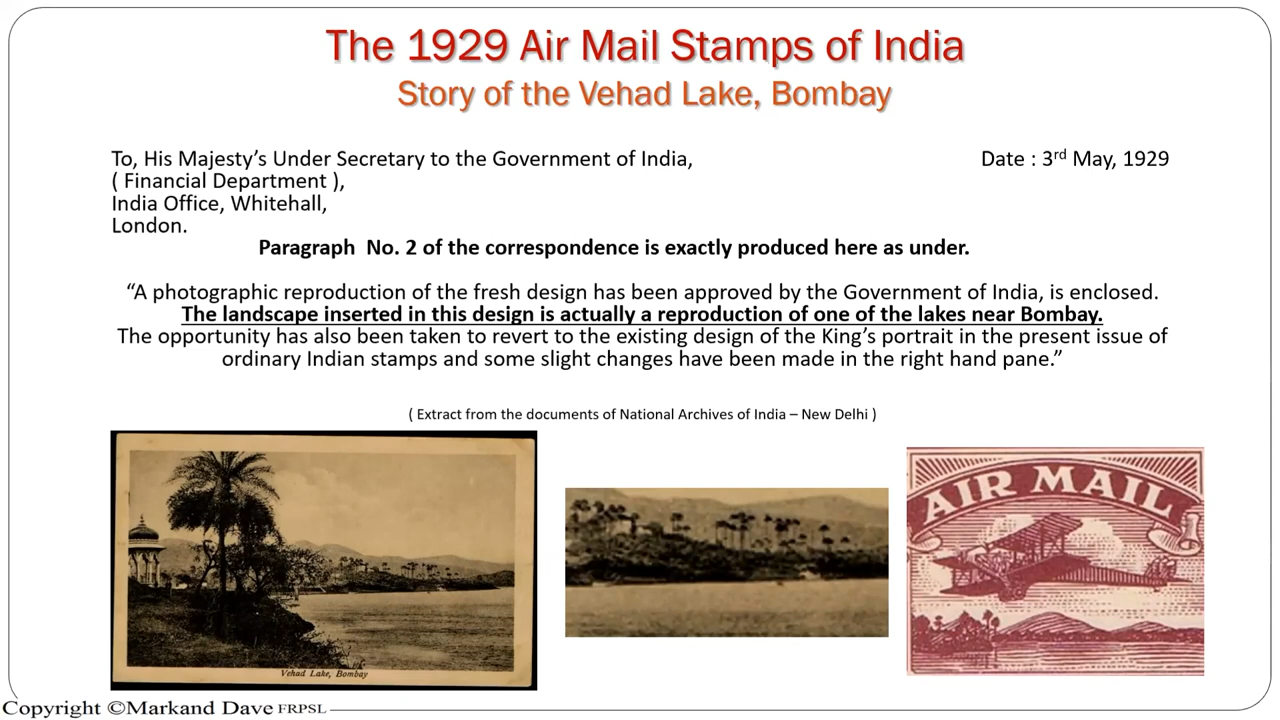 The 1929 Air Mail Stamps of India
Story of the Vehad Lake, Bombay
To, His Majesty's Under Secretary to the Government of India,
Date : 3rd May, 1929
( Financial Department ),
India Office, Whitehall,
London.
Paragraph No. 2 of the correspondence is exactly produced here as under.
“A photographic reproduction of the fresh design has been approved by the Government of India, is enclosed.
The landscape inserted in this design is actually a reproduction of one of the lakes near Bombay.
The opportunity has also been taken to revert to the existing design of the King’s portrait in the present issue of
ordinary Indian stamps and some slight changes have been made in the right hand pane.”
( Extract from the documents of National Archives of India – New Delhi )
Vehad Lake, Bombay
AIR MAIL
Copyright ©Markand Dave FRPSL